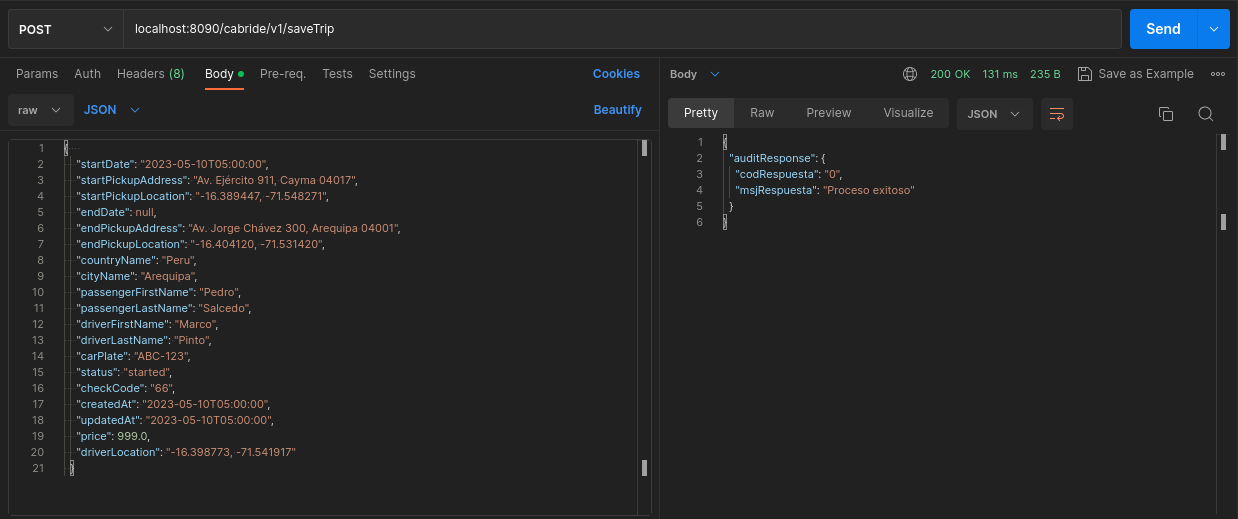 POST
localhost:8090/cabride/v1/saveTrip
Send
Params Auth Headers (8) Body Pre-req. Tests Settings Cookies
raw JSON Beautify
1 {
2 "startDate": "2023-05-10T05:00:00",
3 "startPickupAddress": "Av. Ejército 911, Cayma 04017",
4 "startPickupLocation": "-16.389447, -71.548271",
5 "endDate": null,
6 "endPickupAddress": "Av. Jorge Chávez 300, Arequipa 04001",
7 "endPickupLocation": "-16.404120, -71.531420",
8 "countryName": "Peru",
9 "cityName": "Arequipa",
10 "passengerFirstName": "Pedro",
11 "passengerLastName": "Salcedo",
12 "driverFirstName": "Marco",
13 "driverLastName": "Pinto",
14 "carPlate": "ABC-123",
15 "status": "started",
16 "checkCode": "66",
17 "createdAt": "2023-05-10T05:00:00",
18 "updatedAt": "2023-05-10T05:00:00",
19 "price": 999.0,
20 "driverLocation": "-16.398773, -71.541917"
21 }
Body 200 OK 131 ms 235 B Save as Example
Pretty Raw Preview Visualize JSON
1 {
2 "auditResponse": {
3 "codRespuesta": "0",
4 "msjRespuesta": "Proceso exitoso"
5 }
6 }